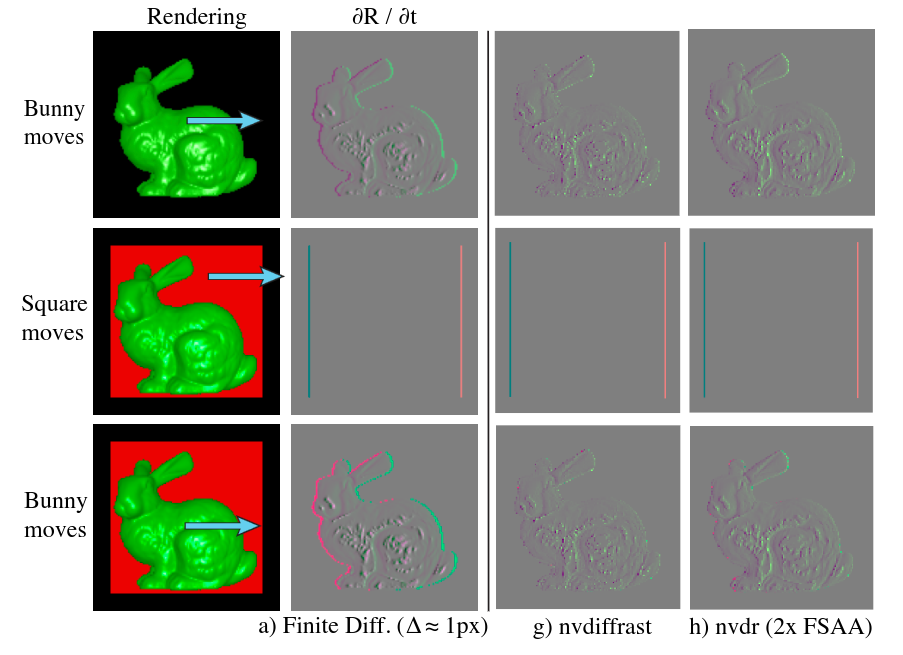 Rendering
∂R / ∂t
Bunny
moves
Square
moves
Bunny
moves
a) Finite Diff. (Δ ≈ 1px)
g) nvdiffrast
h) nvdr (2x FSAA)